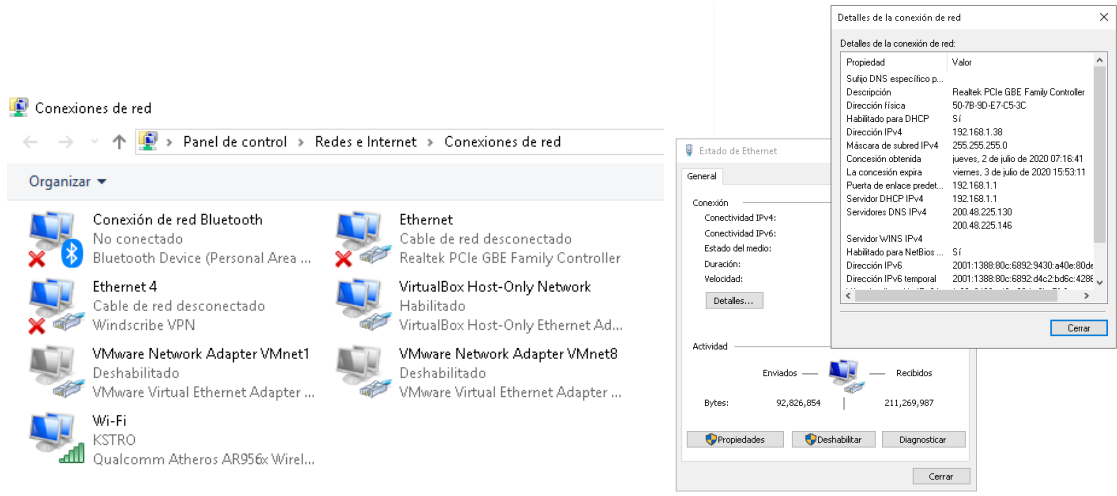 Conexiones de red
Panel de control > Redes e Internet > Conexiones de red
Organizar
Conexión de red Bluetooth
No conectado
Bluetooth Device (Personal Area ...
Ethernet
Cable de red desconectado
Realtek PCIe GBE Family Controller
Ethernet 4
Cable de red desconectado
Windscribe VPN
VirtualBox Host-Only Network
Habilitado
VirtualBox Host-Only Ethernet Ad...
VMware Network Adapter VMnet1
Deshabilitado
VMware Virtual Ethernet Adapter ...
VMware Network Adapter VMnet8
Deshabilitado
VMware Virtual Ethernet Adapter ...
Wi-Fi
KSTRO
Qualcomm Atheros AR956x Wirel...
Estado de Ethernet
General
Conexión
Conectividad IPv4:
Conectividad IPv6:
Estado del medio:
Duración:
Velocidad:
Detalles...
Actividad
Enviados — — Recibidos
Bytes: 92,826,854 | 211,269,987
Propiedades Deshabilitar Diagnosticar
Cerrar
Detalles de la conexión de red
Detalles de la conexión de red:
Propiedad Valor
Sufijo DNS específico p...
Descripción Realtek PCIe GBE Family Controller
Dirección física 50-7B-9D-E7-C5-3C
Habilitado para DHCP Sí
Dirección IPv4 192.168.1.38
Máscara de subred IPv4 255.255.255.0
Concesión obtenida jueves, 2 de julio de 2020 07:16:41
La concesión expira viernes, 3 de julio de 2020 15:53:11
Puerta de enlace predet... 192.168.1.1
Servidor DHCP IPv4 192.168.1.1
Servidores DNS IPv4 200.48.225.130
200.48.225.146
Servidor WINS IPv4
Habilitado para NetBios ... Sí
Dirección IPv6 2001:1388:80c:6892:9430:a40e:80de
Dirección IPv6 temporal 2001:1388:80c:6892:d4c2:bd6c:4286
Cerrar